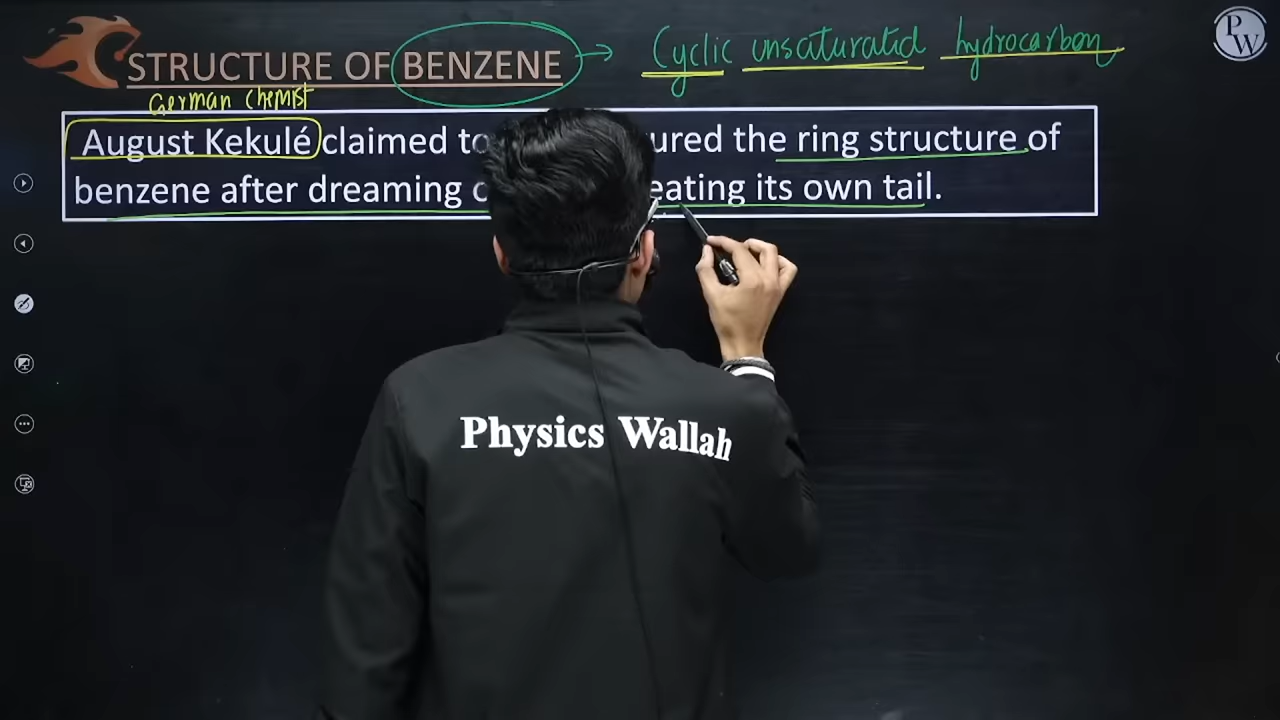 STRUCTURE OF BENZENE → Cyclic unsaturated hydrocarbon
PW
German chemist
August Kekulé claimed to ured the ring structure of
benzene after dreaming eating its own tail.
Physics Wallah